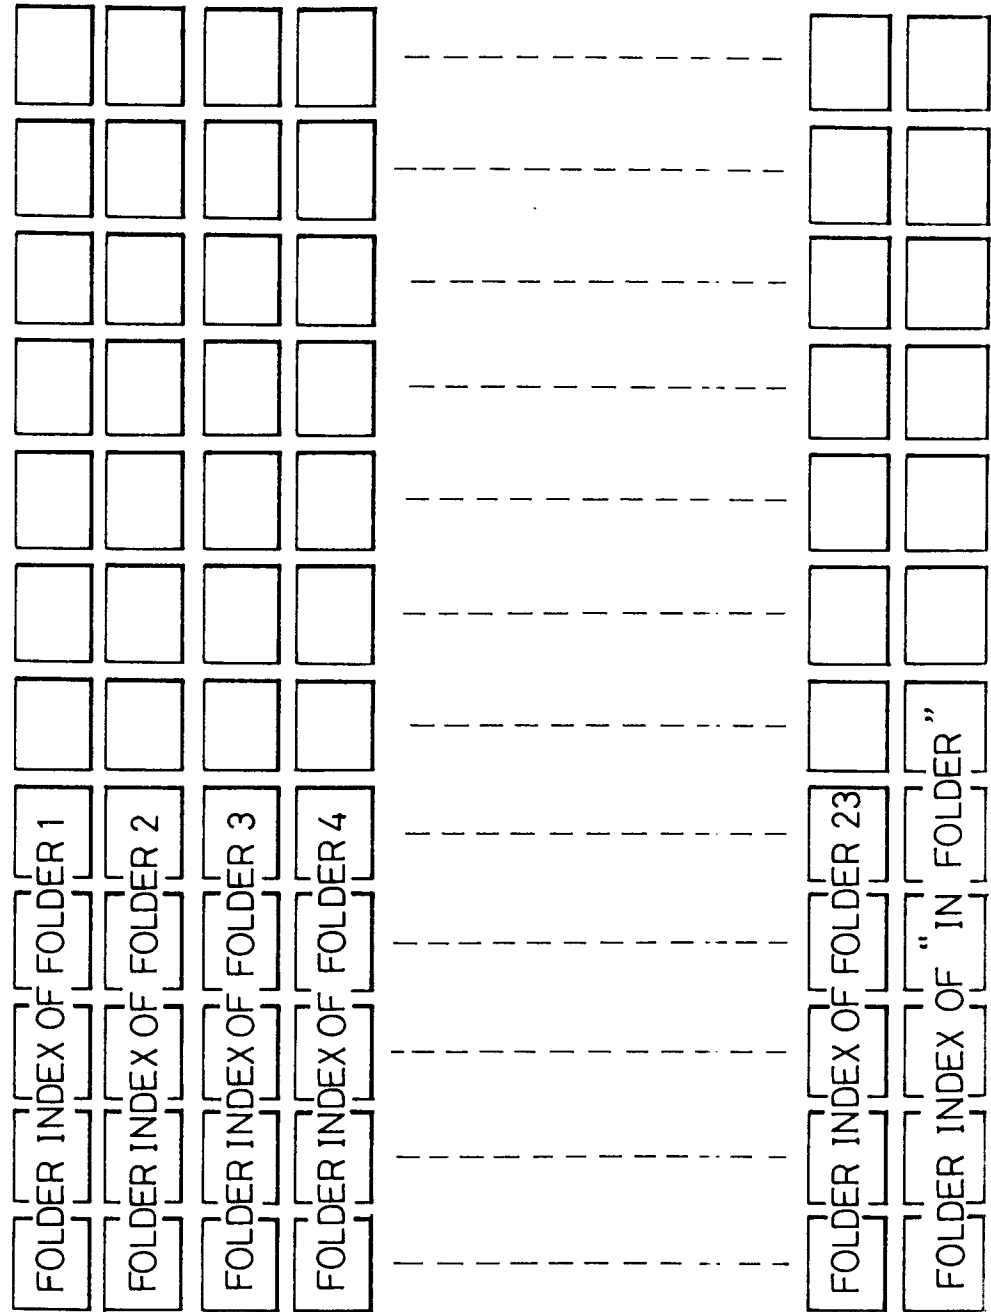 FOLDER INDEX OF FOLDER 1
FOLDER INDEX OF FOLDER 2
FOLDER INDEX OF FOLDER 3
FOLDER INDEX OF FOLDER 4
FOLDER INDEX OF FOLDER 23
FOLDER INDEX OF “ IN FOLDER”